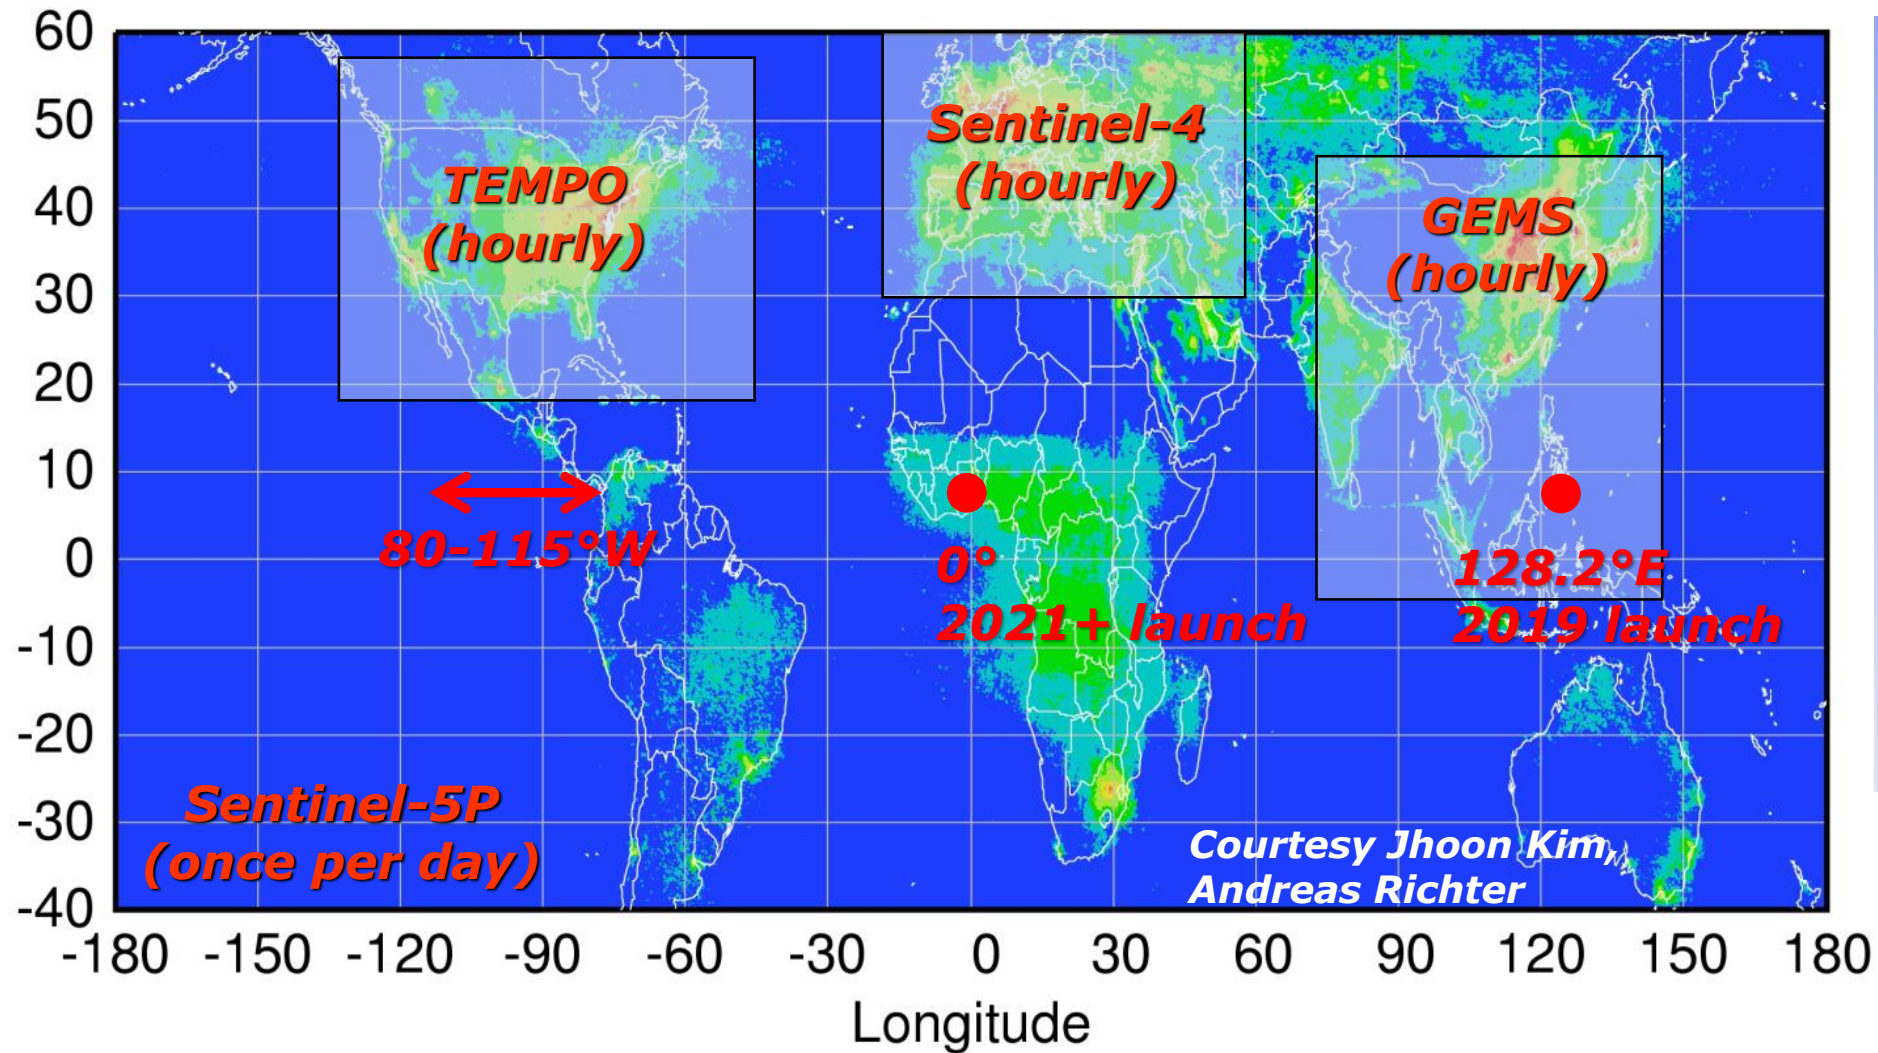 60
50
40
30
20
10
0
-10
-20
-30
-40
TEMPO
(hourly)
Sentinel-4
(hourly)
GEMS
(hourly)
80-115°W
0°
2021+ launch
128.2°E
2019 launch
Sentinel-5P
(once per day)
Courtesy Jhoon Kim,
Andreas Richter
-180 -150 -120 -90 -60 -30 0 30 60 90 120 150 180
Longitude